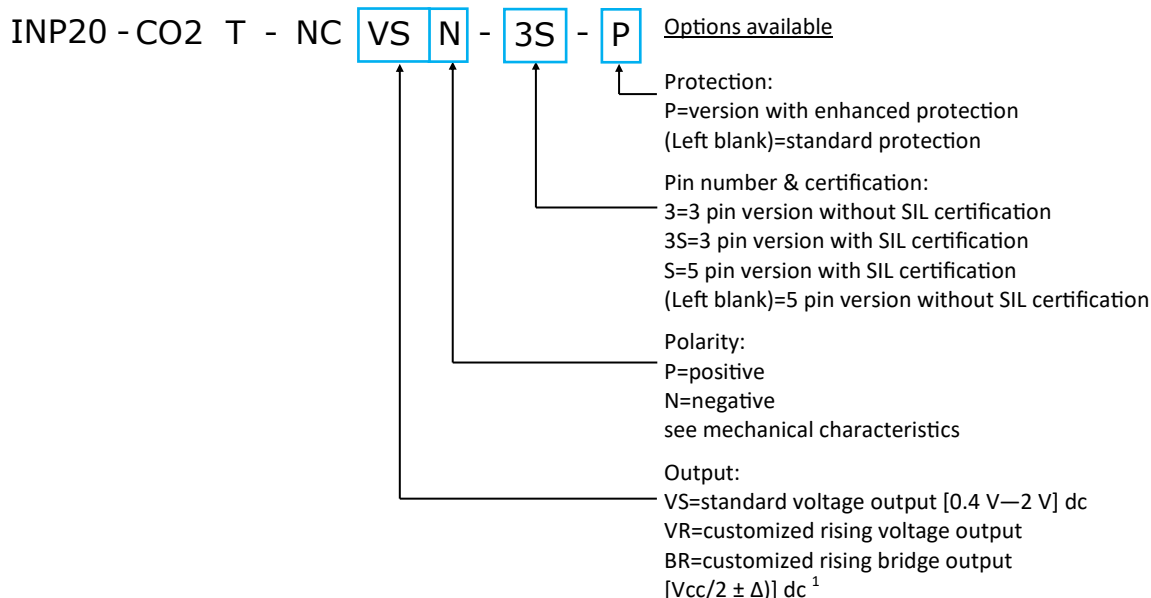 INP20 - CO2 T - NC VS N - 3S - P
Options available
Protection:
P=version with enhanced protection
(Left blank)=standard protection
Pin number & certification:
3=3 pin version without SIL certification
3S=3 pin version with SIL certification
S=5 pin version with SIL certification
(Left blank)=5 pin version without SIL certification
Polarity:
P=positive
N=negative
see mechanical characteristics
Output:
VS=standard voltage output [0.4 V—2 V] dc
VR=customized rising voltage output
BR=customized rising bridge output
[Vcc/2 ± Δ)] dc ¹